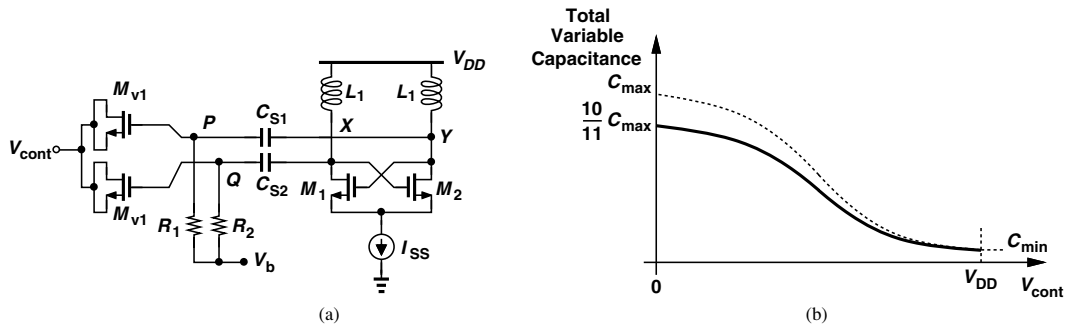 V_DD
L_1
L_1
M_v1
P
C_S1
X
Y
V_cont
Q
C_S2
M_1
M_2
M_v1
R_1
R_2
I_SS
V_b
(a)
Total
Variable
Capacitance
C_max
10/11 C_max
C_min
0
V_DD
V_cont
(b)